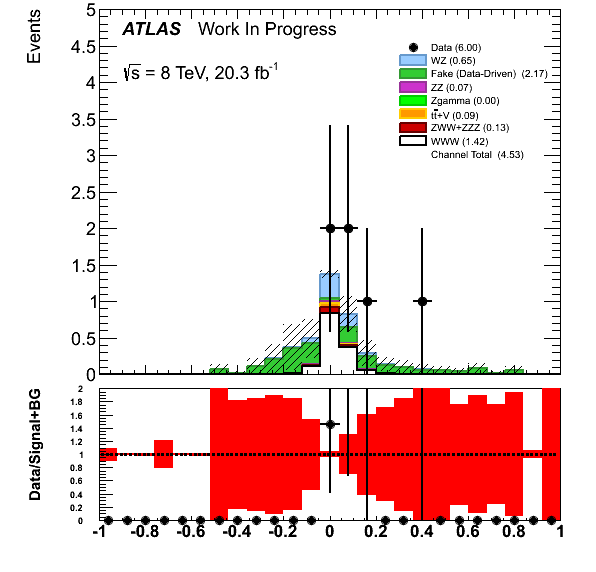 Events
5
4.5
4
3.5
3
2.5
2
1.5
1
0.5
0
ATLAS Work In Progress
√s = 8 TeV, 20.3 fb⁻¹
Data (6.00)
WZ (0.65)
Fake (Data-Driven) (2.17)
ZZ (0.07)
Zgamma (0.00)
tt̄+V (0.09)
ZWW+ZZZ (0.13)
WWW (1.42)
Channel Total (4.53)
Data/Signal+BG
2
1.8
1.6
1.4
1.2
1
0.8
0.6
0.4
0.2
0
-1 -0.8 -0.6 -0.4 -0.2 0 0.2 0.4 0.6 0.8 1